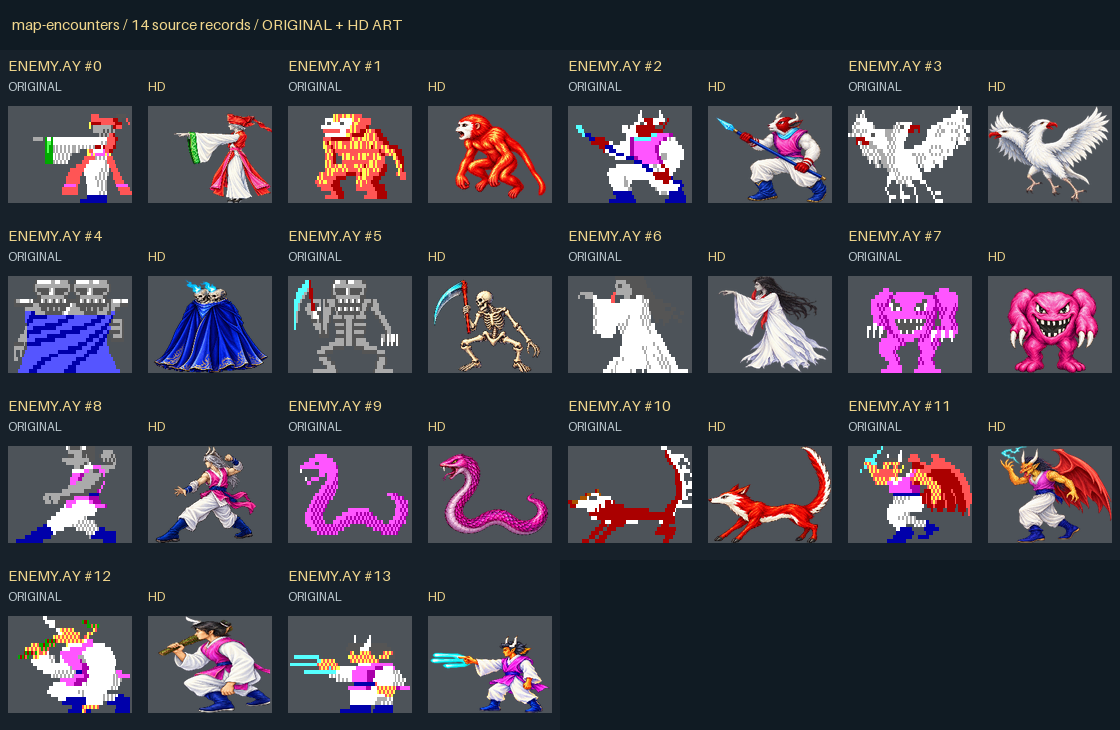 map-encounters / 14 source records / ORIGINAL + HD ART
ENEMY.AY #0 ENEMY.AY #1 ENEMY.AY #2 ENEMY.AY #3
ORIGINAL HD ORIGINAL HD ORIGINAL HD ORIGINAL HD
ENEMY.AY #4 ENEMY.AY #5 ENEMY.AY #6 ENEMY.AY #7
ORIGINAL HD ORIGINAL HD ORIGINAL HD ORIGINAL HD
ENEMY.AY #8 ENEMY.AY #9 ENEMY.AY #10 ENEMY.AY #11
ORIGINAL HD ORIGINAL HD ORIGINAL HD ORIGINAL HD
ENEMY.AY #12 ENEMY.AY #13
ORIGINAL HD ORIGINAL HD